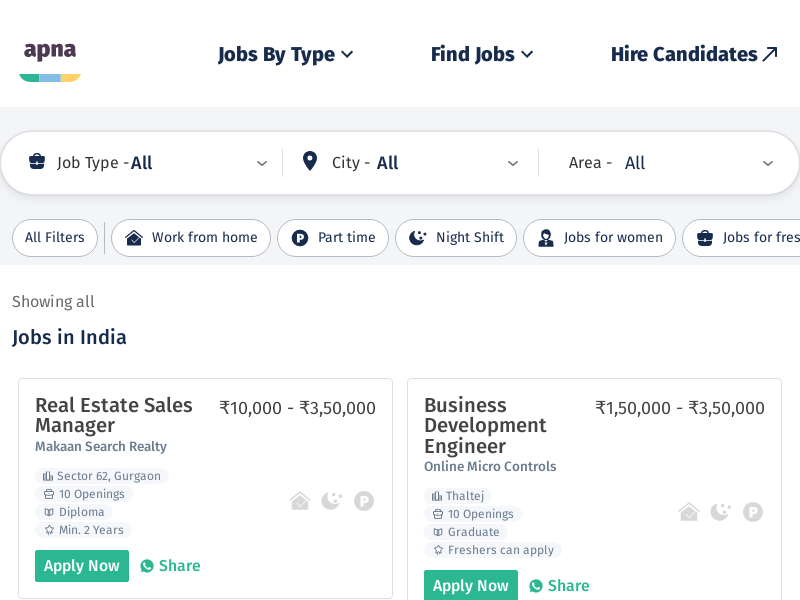 apna
Jobs By Type
Find Jobs
Hire Candidates
Job Type - All
City - All
Area - All
All Filters
Work from home
Part time
Night Shift
Jobs for women
Jobs for fres
Showing all
Jobs in India
Real Estate Sales
Manager
₹10,000 - ₹3,50,000
Makaan Search Realty
Sector 62, Gurgaon
10 Openings
Diploma
Min. 2 Years
Apply Now
Share
Business
Development
Engineer
₹1,50,000 - ₹3,50,000
Online Micro Controls
Thaltej
10 Openings
Graduate
Freshers can apply
Apply Now
Share